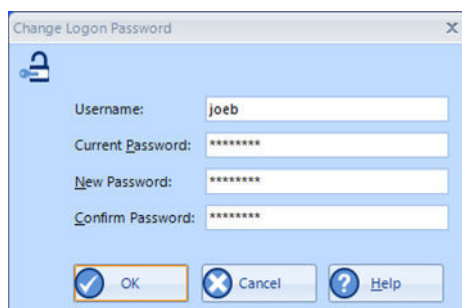 Change Logon Password X
Username: joeb
Current Password: ********
New Password: ********
Confirm Password: ********
OK Cancel ? Help